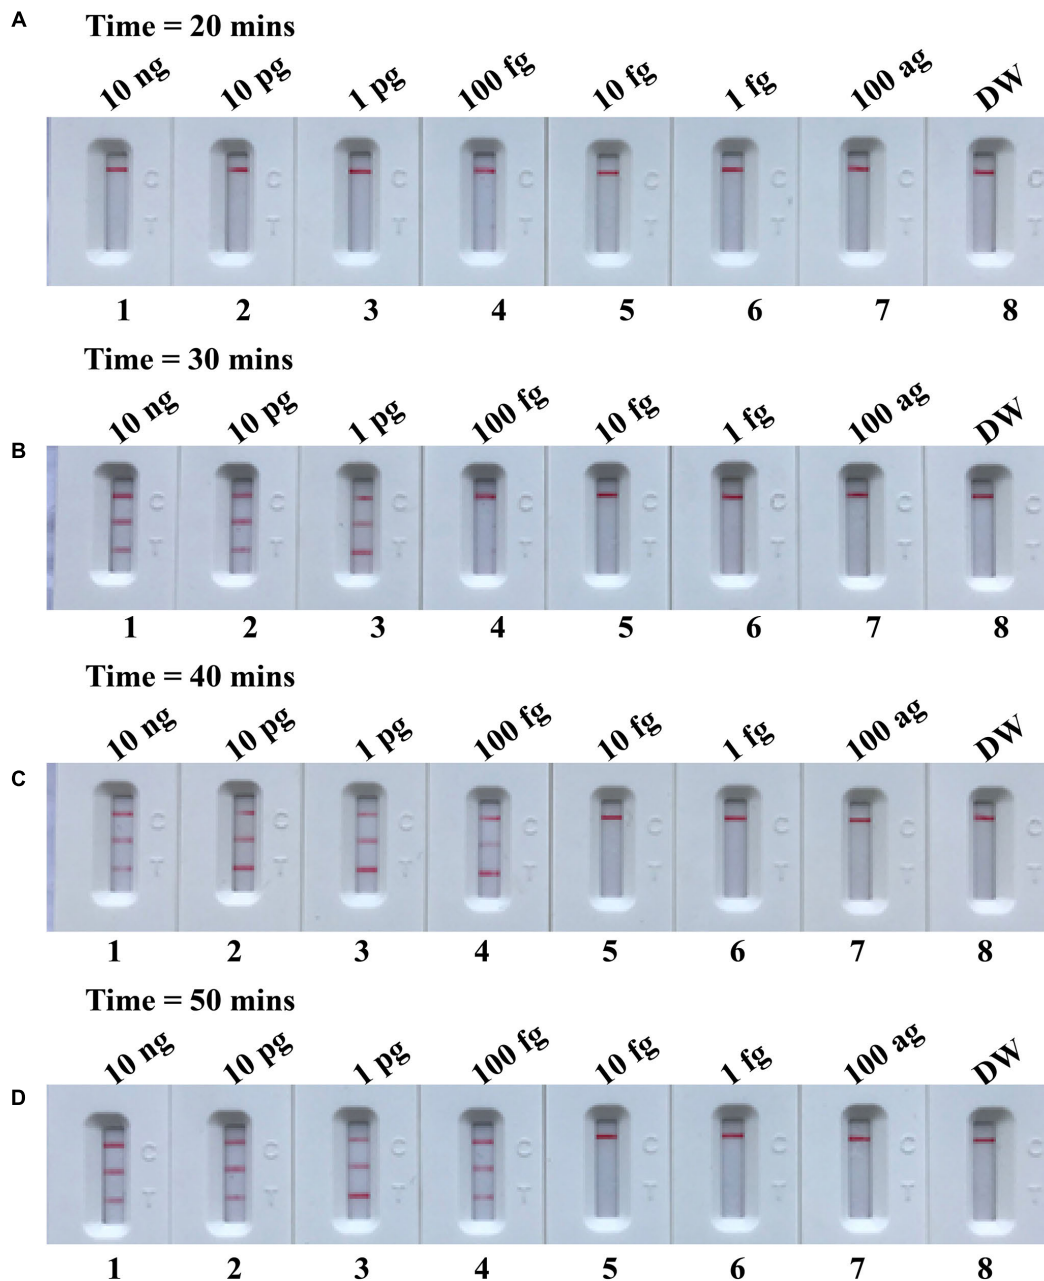 A
Time = 20 mins
10 ng 10 pg 1 pg 100 fg 10 fg 1 fg 100 ag DW
C C C C C C C C
T T T T T T T
1 2 3 4 5 6 7 8
Time = 30 mins
10 ng 10 pg 1 pg 100 fg 10 fg 1 fg 100 ag DW
B
C C C C C C C
T T T T T T T
1 2 3 4 5 6 7 8
Time = 40 mins
10 ng 10 pg 1 pg 100 fg 10 fg 1 fg 100 ag DW
C
C C C C C C C
T T T T T T T
1 2 3 4 5 6 7 8
Time = 50 mins
10 ng 10 pg 1 pg 100 fg 10 fg 1 fg 100 ag DW
D
C C C C C C C
T T T T T T T
1 2 3 4 5 6 7 8